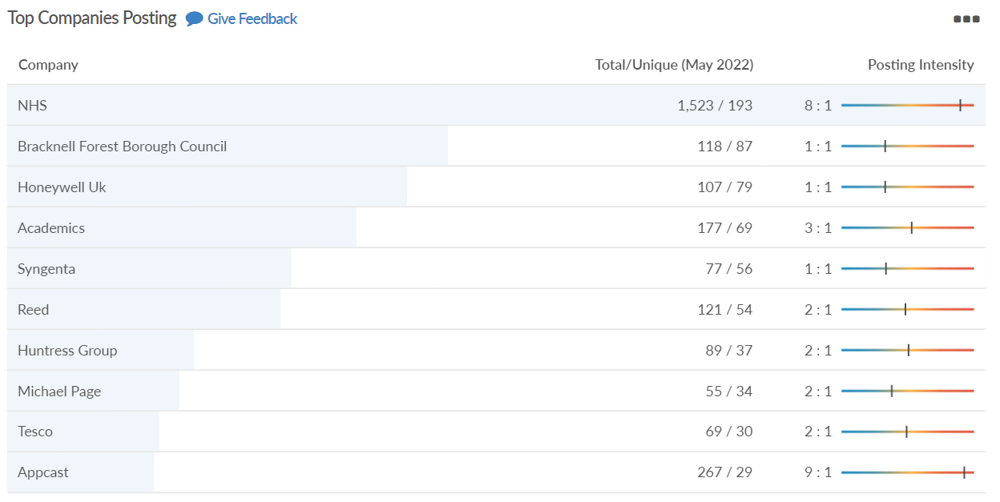 Top Companies Posting Give Feedback
Company Total/Unique (May 2022) Posting Intensity
NHS 1,523 / 193 8 : 1
Bracknell Forest Borough Council 118 / 87 1 : 1
Honeywell Uk 107 / 79 1 : 1
Academics 177 / 69 3 : 1
Syngenta 77 / 56 1 : 1
Reed 121 / 54 2 : 1
Huntress Group 89 / 37 2 : 1
Michael Page 55 / 34 2 : 1
Tesco 69 / 30 2 : 1
Appcast 267 / 29 9 : 1